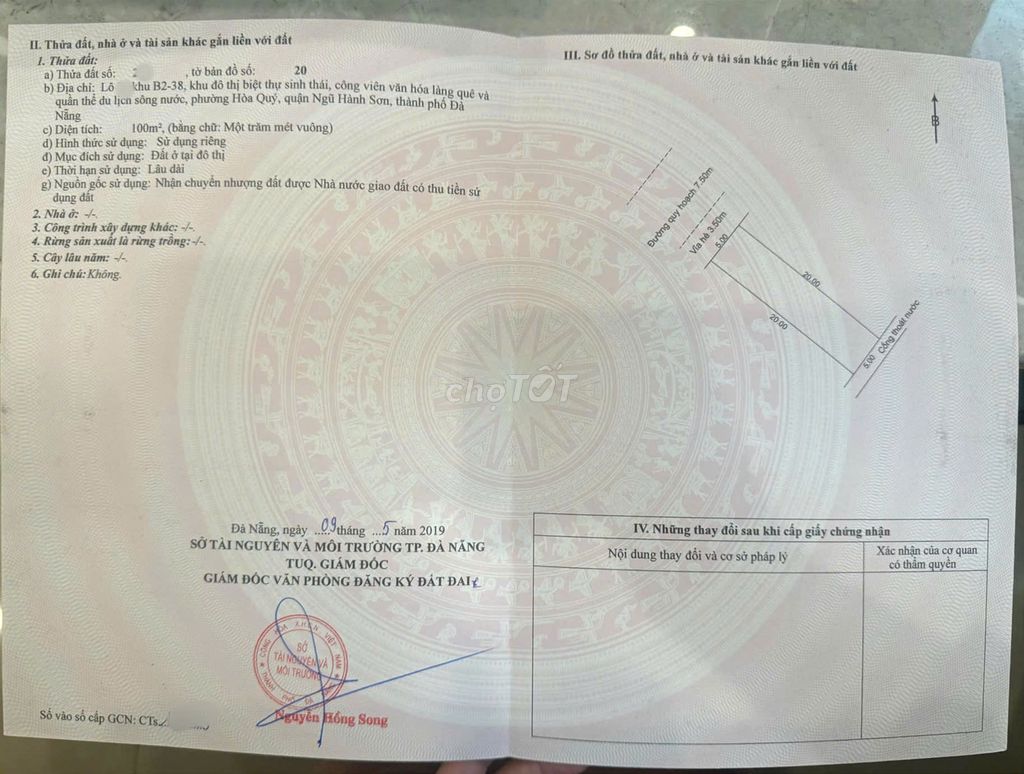 II. Thửa đất, nhà ở và tài sản khác gắn liền với đất
1. Thửa đất:
a) Thửa đất số: , tờ bản đồ số: 20
b) Địa chỉ: Lô khu B2-38, khu đô thị biệt thự sinh thái, công viên văn hóa làng quê và
quần thể du lịch sông nước, phường Hòa Quý, quận Ngũ Hành Sơn, thành phố Đà
Nẵng
c) Diện tích: 100m², (bằng chữ: Một trăm mét vuông)
d) Hình thức sử dụng: Sử dụng riêng
đ) Mục đích sử dụng: Đất ở tại đô thị
e) Thời hạn sử dụng: Lâu dài
g) Nguồn gốc sử dụng: Nhận chuyển nhượng đất được Nhà nước giao đất có thu tiền sử
dụng đất
2. Nhà ở: -/-.
3. Công trình xây dựng khác: -/-.
4. Rừng sản xuất là rừng trồng: -/-.
5. Cây lâu năm: -/-.
6. Ghi chú: Không.
Đà Nẵng, ngày ....09 tháng ....5 năm 2019
SỞ TÀI NGUYÊN VÀ MÔI TRƯỜNG TP. ĐÀ NẴNG
TUQ. GIÁM ĐỐC
GIÁM ĐỐC VĂN PHÒNG ĐĂNG KÝ ĐẤT ĐAI
CỘNG HÒA X.H.C.N VIỆT NAM
SỞ
TÀI NGUYÊN VÀ
MÔI TRƯỜNG
THÀNH PHỐ ĐÀ
Nguyễn Hồng Song
Số vào sổ cấp GCN: CTs
III. Sơ đồ thửa đất, nhà ở và tài sản khác gắn liền với đất
B
Đường quy hoạch 7.50m
Vỉa hè 3.50m
5.00
20.00
20.00
5.00
Cống thoát nước
chợTỐT
IV. Những thay đổi sau khi cấp giấy chứng nhận
Nội dung thay đổi và cơ sở pháp lý
Xác nhận của cơ quan
có thẩm quyền